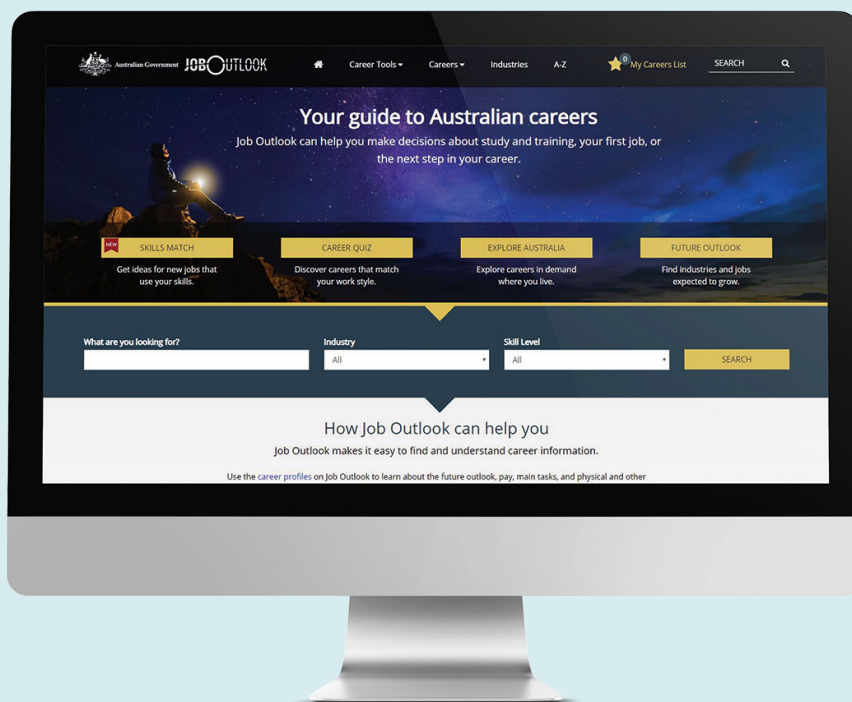 Australian Government JOBOUTLOOK Career Tools Careers Industries A-Z 0 My Careers List SEARCH
Your guide to Australian careers
Job Outlook can help you make decisions about study and training, your first job, or
the next step in your career.
NEW SKILLS MATCH
Get ideas for new jobs that
use your skills.
CAREER QUIZ
Discover careers that match
your work style.
EXPLORE AUSTRALIA
Explore careers in demand
where you live.
FUTURE OUTLOOK
Find industries and jobs
expected to grow.
What are you looking for?
Industry
All
Skill Level
All
SEARCH
How Job Outlook can help you
Job Outlook makes it easy to find and understand career information.
Use the career profiles on Job Outlook to learn about the future outlook, pay, main tasks, and physical and other